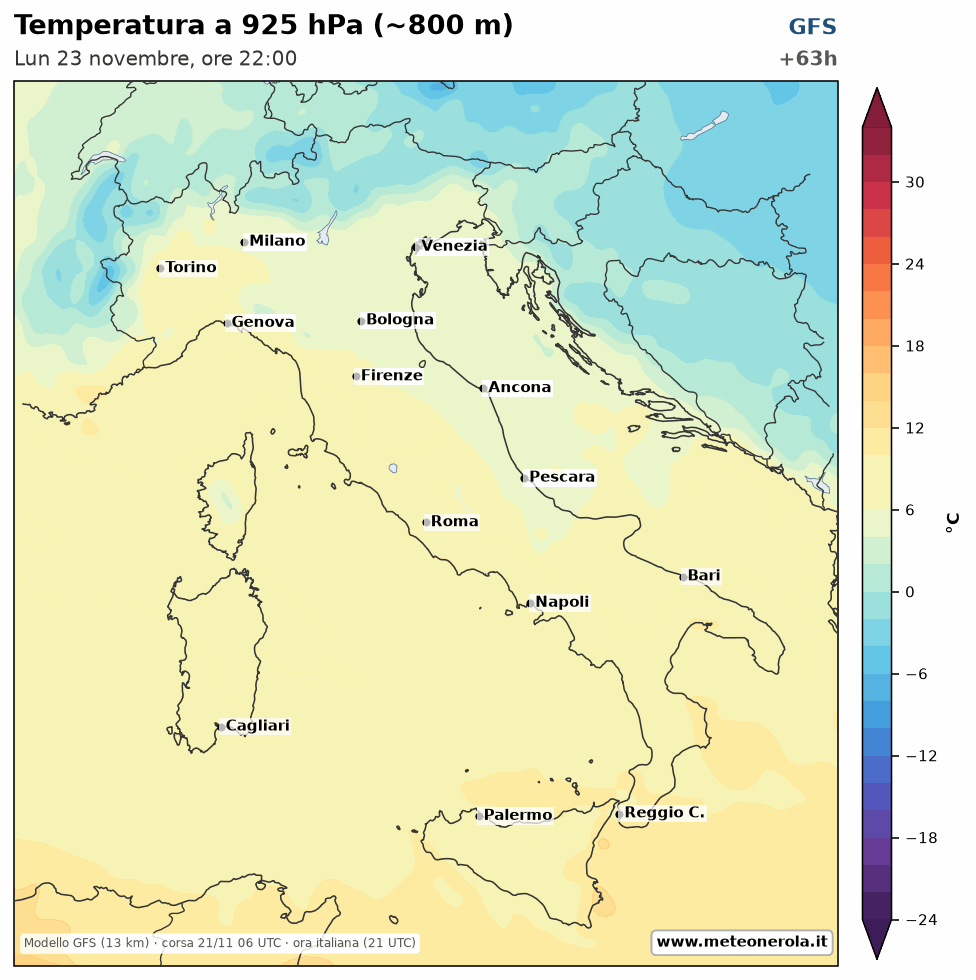 Temperatura a 925 hPa (~800 m)
GFS
Lun 23 novembre, ore 22:00
+63h
Milano
Venezia
Torino
Genova
Bologna
Firenze
Ancona
Pescara
Roma
Bari
Napoli
Cagliari
Palermo
Reggio C.
30
24
18
12
6
0
−6
−12
−18
−24
°C
Modello GFS (13 km) · corsa 21/11 06 UTC · ora italiana (21 UTC)
www.meteonerola.it